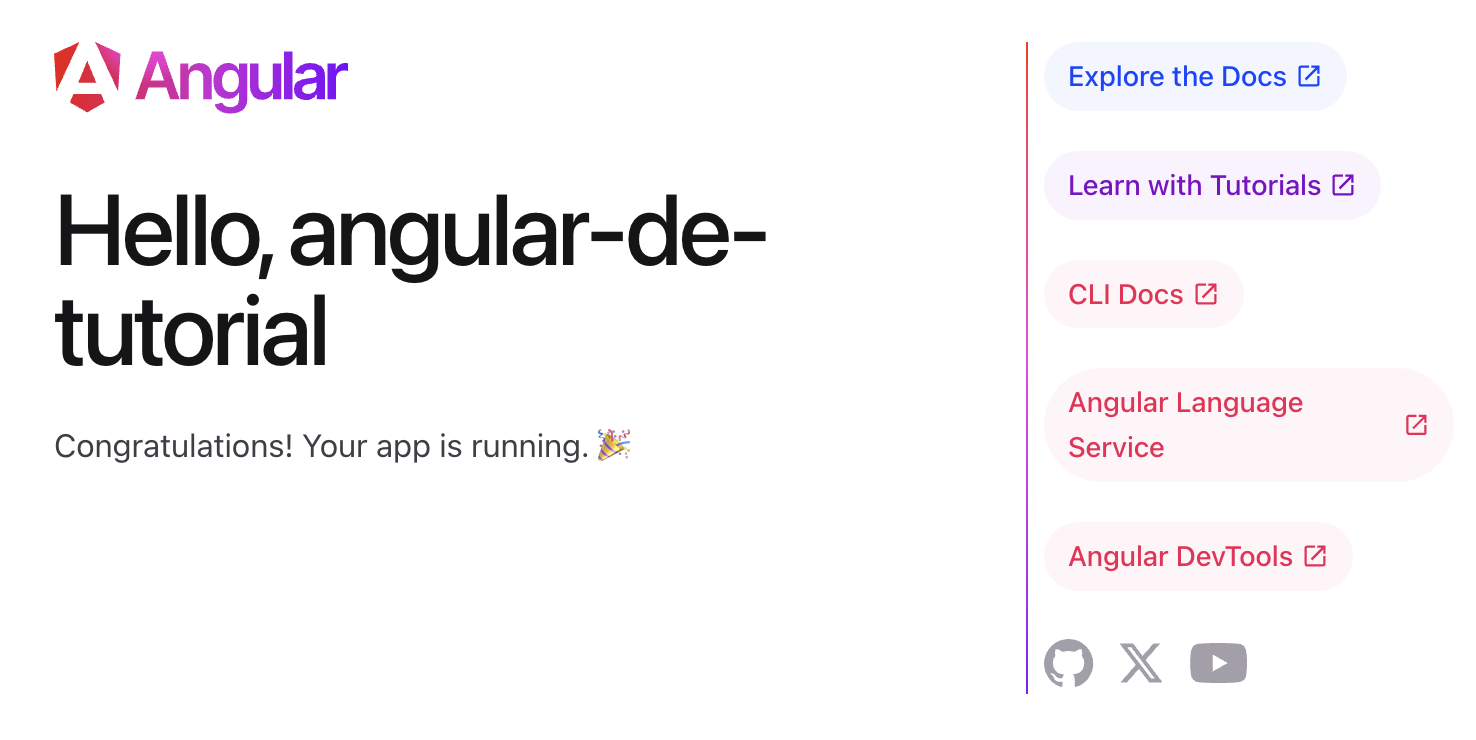 Angular
Hello, angular-de-
tutorial
Congratulations! Your app is running. 🎉
Explore the Docs
Learn with Tutorials
CLI Docs
Angular Language
Service
Angular DevTools